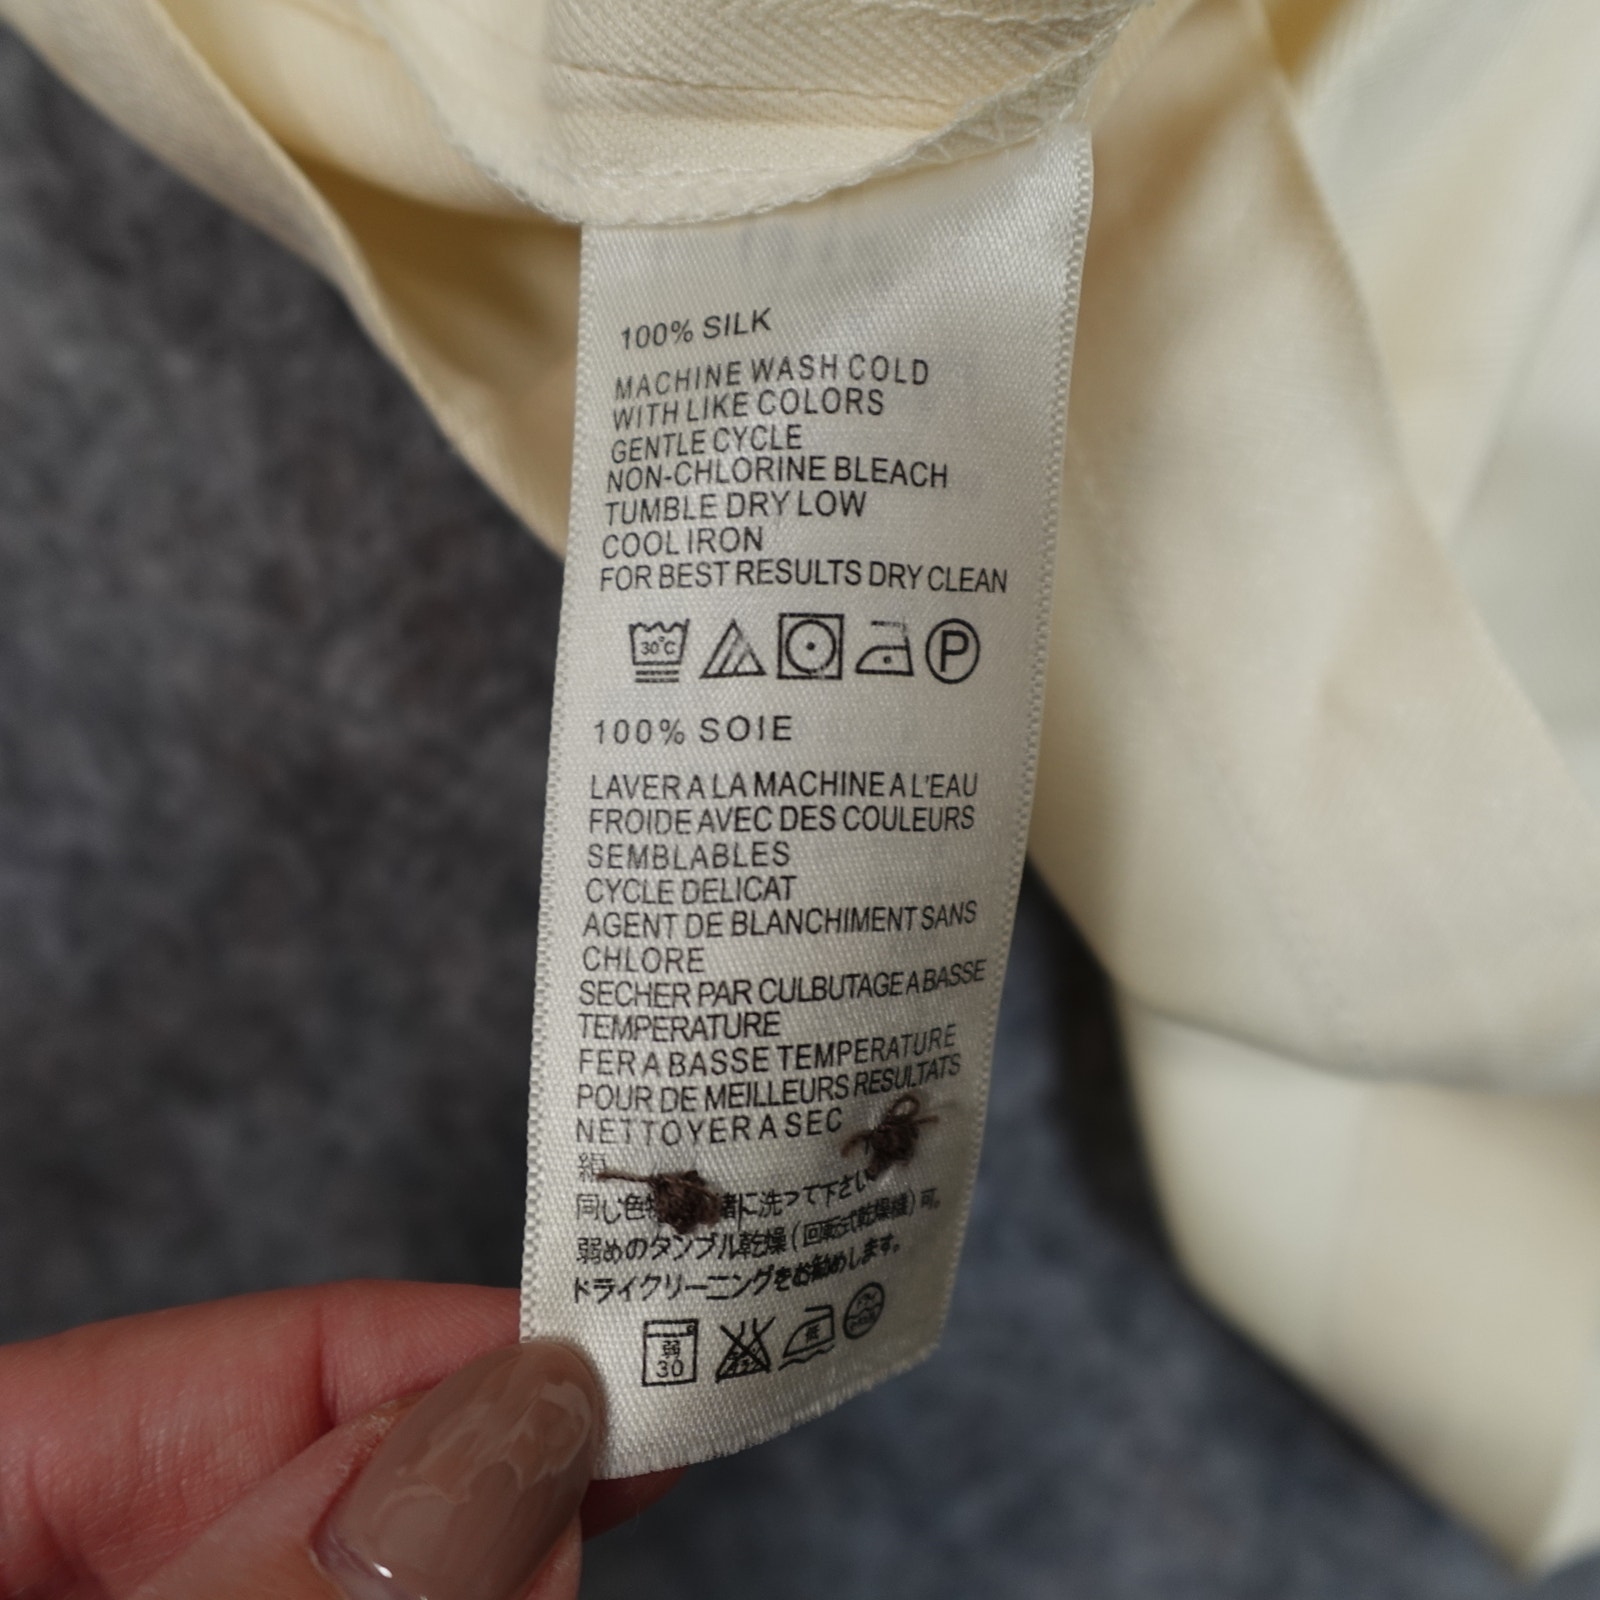 100% SILK
MACHINE WASH COLD
WITH LIKE COLORS
GENTLE CYCLE
NON-CHLORINE BLEACH
TUMBLE DRY LOW
COOL IRON
FOR BEST RESULTS DRY CLEAN
30°C P
100% SOIE
LAVER A LA MACHINE A L'EAU
FROIDE AVEC DES COULEURS
SEMBLABLES
CYCLE DELICAT
AGENT DE BLANCHIMENT SANS
CHLORE
SECHER PAR CULBUTAGE A BASSE
TEMPERATURE
FER A BASSE TEMPERATURE
POUR DE MEILLEURS RESULTATS
NETTOYER A SEC
絹
同じ色物 緒に洗って下さい
弱めのタンブル乾燥(回転式乾燥機)可。
ドライクリーニングをお勧めします。
弱 30 低